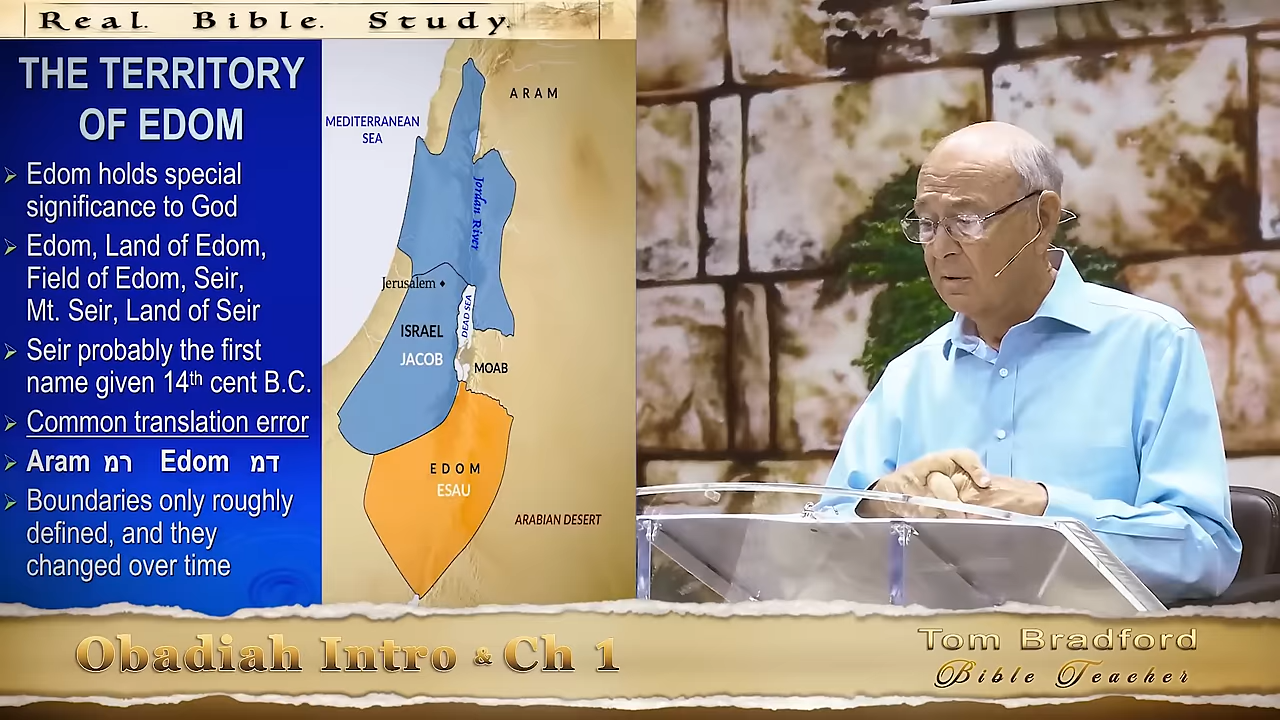 Real. Bible. Study.
THE TERRITORY
OF EDOM
Edom holds special
significance to God
Edom, Land of Edom,
Field of Edom, Seir,
Mt. Seir, Land of Seir
Seir probably the first
name given 14th cent B.C.
Common translation error
Aram רמ Edom דמ
Boundaries only roughly
defined, and they
changed over time
ARAM
MEDITERRANEAN
SEA
Jordan River
Jerusalem
DEAD SEA
ISRAEL
JACOB
MOAB
EDOM
ESAU
ARABIAN DESERT
Obadiah Intro & Ch 1
Tom Bradford
Bible Teacher